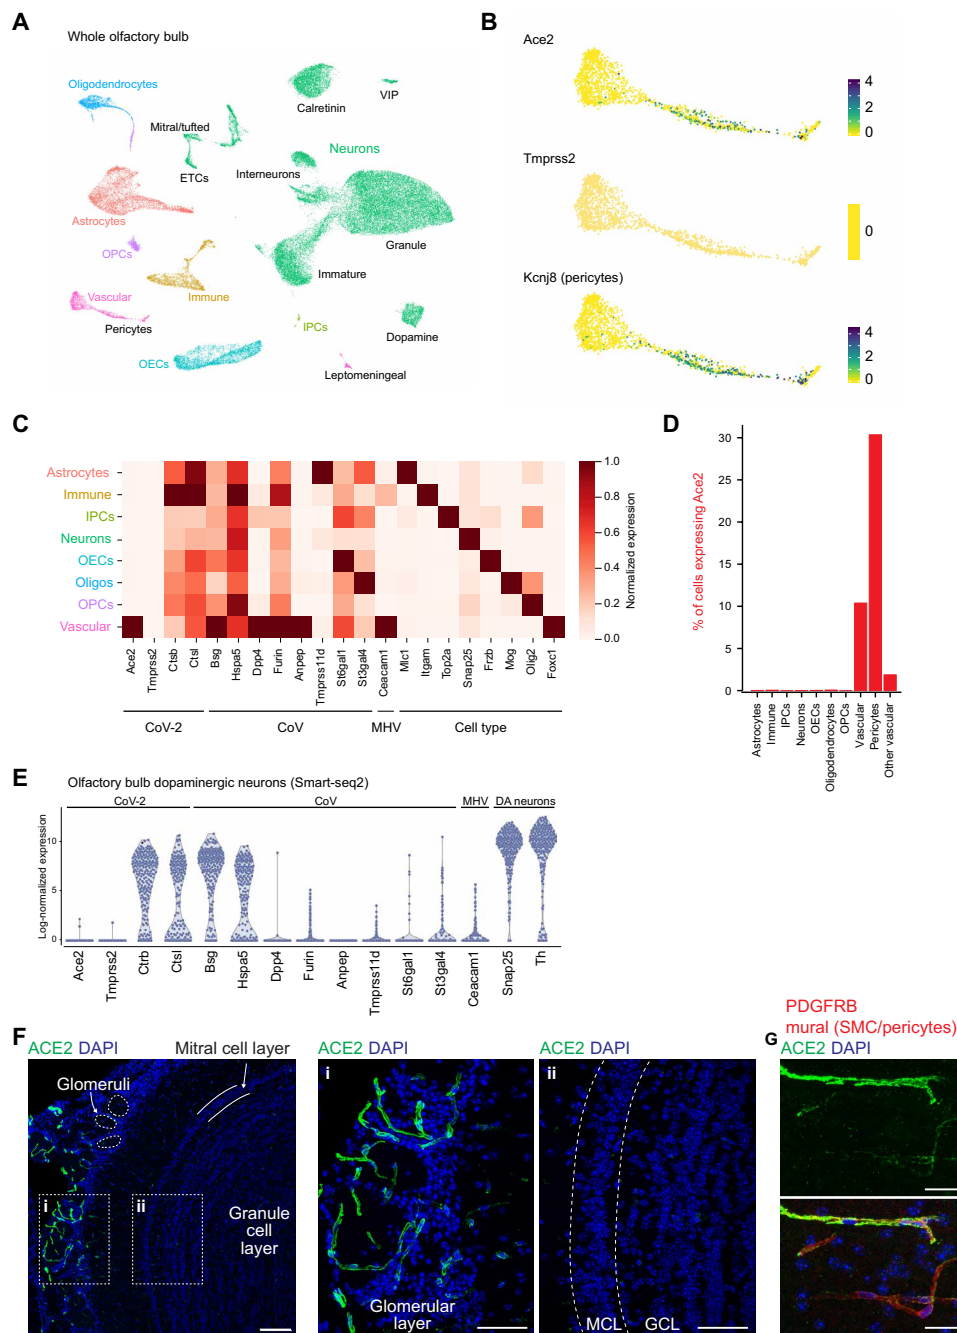 A
Whole olfactory bulb
Oligodendrocytes
Calretinin
VIP
Mitral/tufted
Neurons
ETCs
Interneurons
Astrocytes
OPCs
Granule
Immature
Vascular
Immune
Pericytes
IPCs
Dopamine
OECs
Leptomeningeal
B
Ace2
4
2
0
Tmprss2
0
Kcnj8 (pericytes)
4
2
0
C
Astrocytes
Immune
IPCs
Neurons
OECs
Oligos
OPCs
Vascular
1.0
0.8
0.6
0.4
0.2
0.0
Normalized expression
Ace2
Tmprss2
Ctsb
Ctsl
Bsg
Hspa5
Dpp4
Furin
Anpep
Tmprss11d
St6gal1
St3gal4
Ceacam1
Mlc1
Itgam
Top2a
Snap25
Frzb
Mog
Olig2
Foxc1
CoV-2
CoV
MHV
Cell type
D
% of cells expressing Ace2
30
25
20
15
10
5
0
Astrocytes
Immune
IPCs
Neurons
OECs
Oligodendrocytes
OPCs
Vascular
Pericytes
Other vascular
E
Olfactory bulb dopaminergic neurons (Smart-seq2)
CoV-2
CoV
MHV
DA neurons
Log-normalized expression
10
5
0
Ace2
Tmprss2
Ctrb
Ctsl
Bsg
Hspa5
Dpp4
Furin
Anpep
Tmprss11d
St6gal1
St3gal4
Ceacam1
Snap25
Th
F
ACE2 DAPI
Mitral cell layer
Glomeruli
i
ii
Granule
cell
layer
ACE2 DAPI
i
Glomerular
layer
ACE2 DAPI
ii
MCL
GCL
PDGFRB
mural (SMC/pericytes)
G
ACE2 DAPI